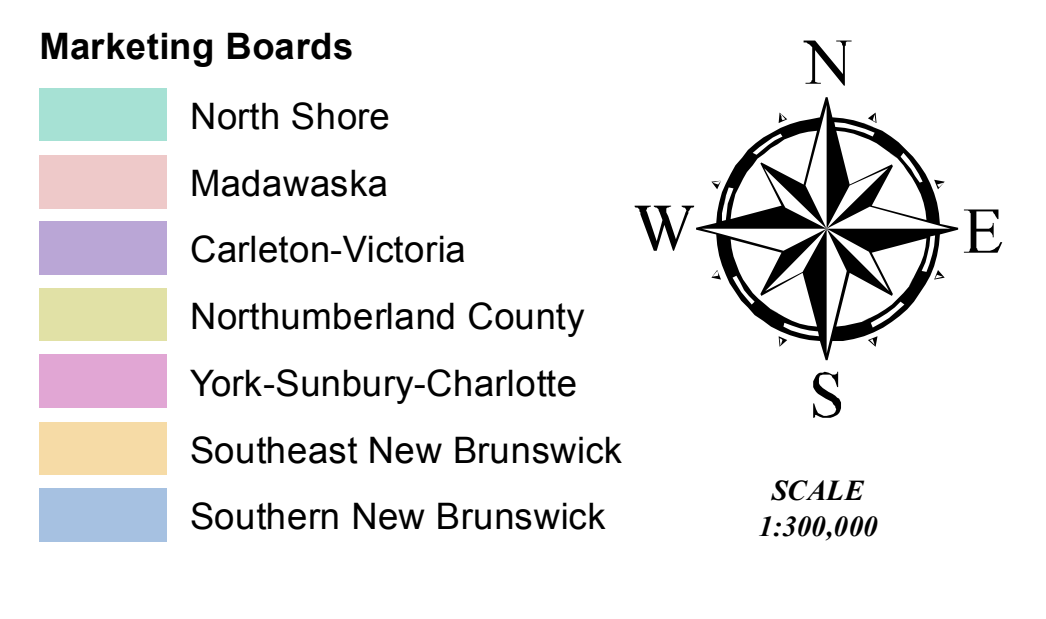 Marketing Boards
North Shore
Madawaska
Carleton-Victoria
Northumberland County
York-Sunbury-Charlotte
Southeast New Brunswick
Southern New Brunswick
N
W
E
S
SCALE
1:300,000